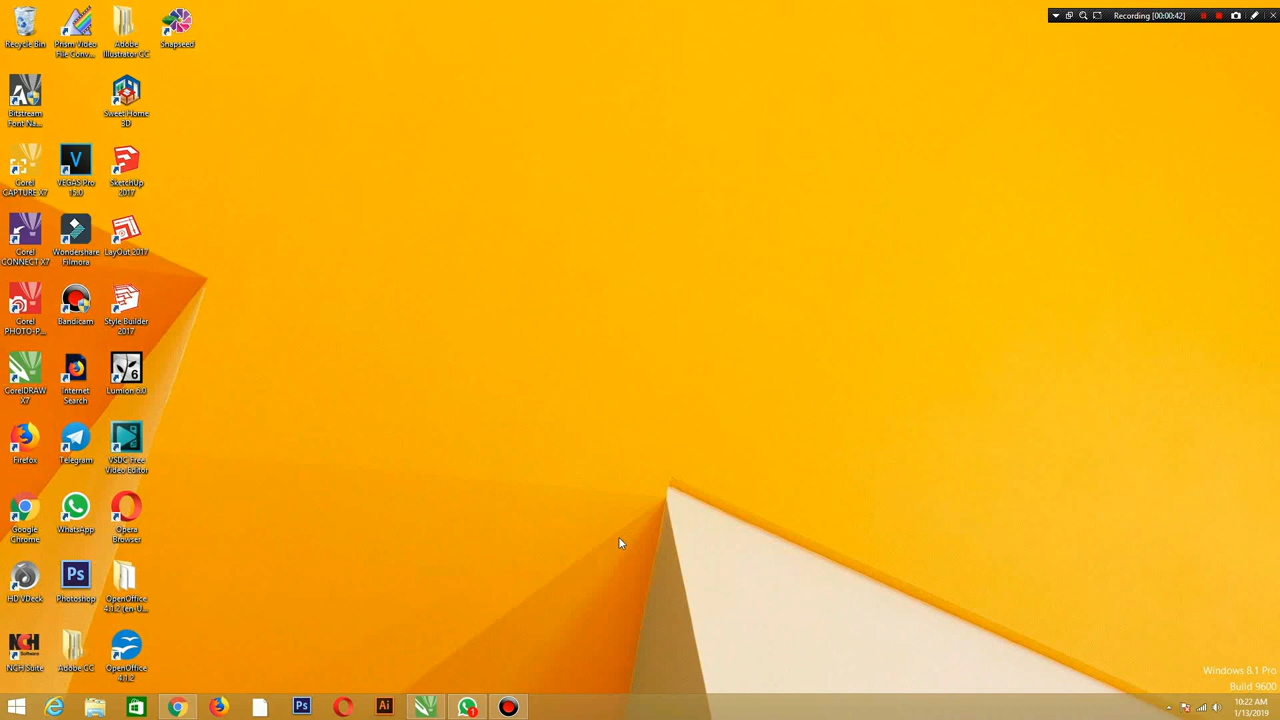 Recording [00:00:42]
Recycle Bin
Prism Video
File Conv...
Adobe
Illustrator CC
Snapseed
Bitstream
Font Na...
Sweet Home
3D
Corel
CAPTURE X7
VEGAS Pro
15.0
SketchUp
2017
Corel
CONNECT X7
Wondershare
Filmora
LayOut 2017
Corel
PHOTO-P...
Bandicam
Style Builder
2017
CorelDRAW
X7
Internet
Search
Lumion 6.0
Firefox
Telegram
VSDC Free
Video Editor
Google
Chrome
WhatsApp
Opera
Browser
HD VDeck
Photoshop
OpenOffice
4.1.2 (en-U...
NCH Suite
Adobe CC
OpenOffice
4.1.2
Windows 8.1 Pro
Build 9600
10:22 AM
1/13/2019